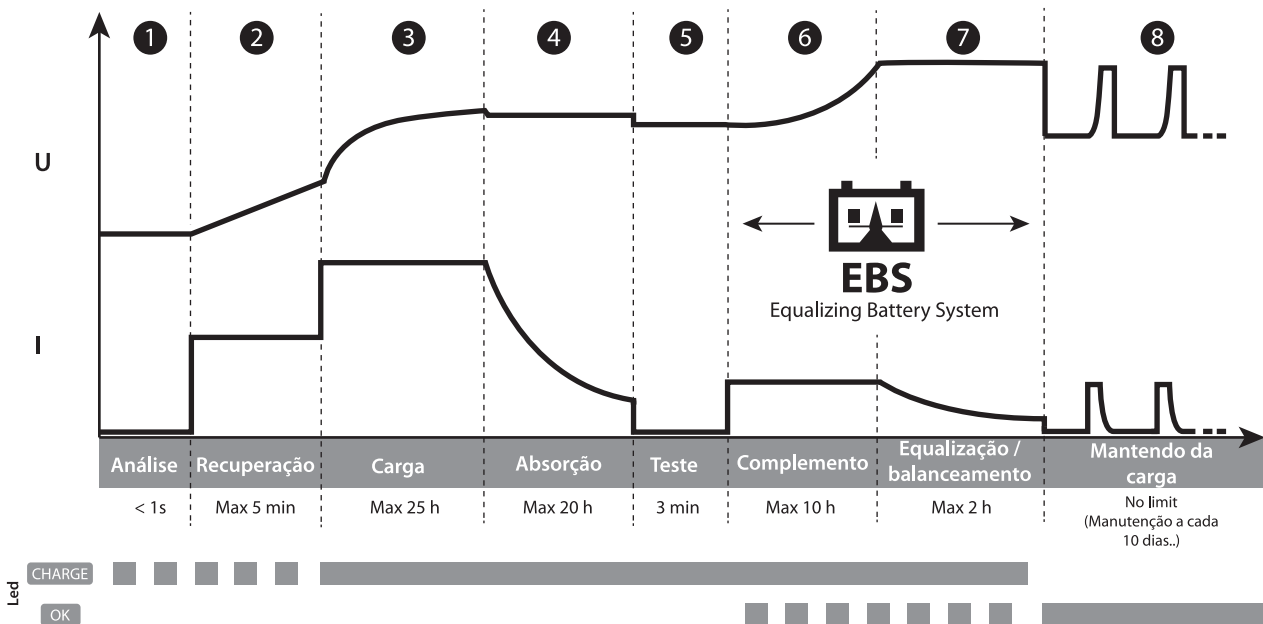 1 2 3 4 5 6 7 8
U
EBS
Equalizing Battery System
I
Análise Recuperação Carga Absorção Teste Complemento Equalização / balanceamento Mantendo da carga
< 1s Max 5 min Max 25 h Max 20 h 3 min Max 10 h Max 2 h No limit
(Manutenção a cada
10 dias..)
Led
CHARGE
OK